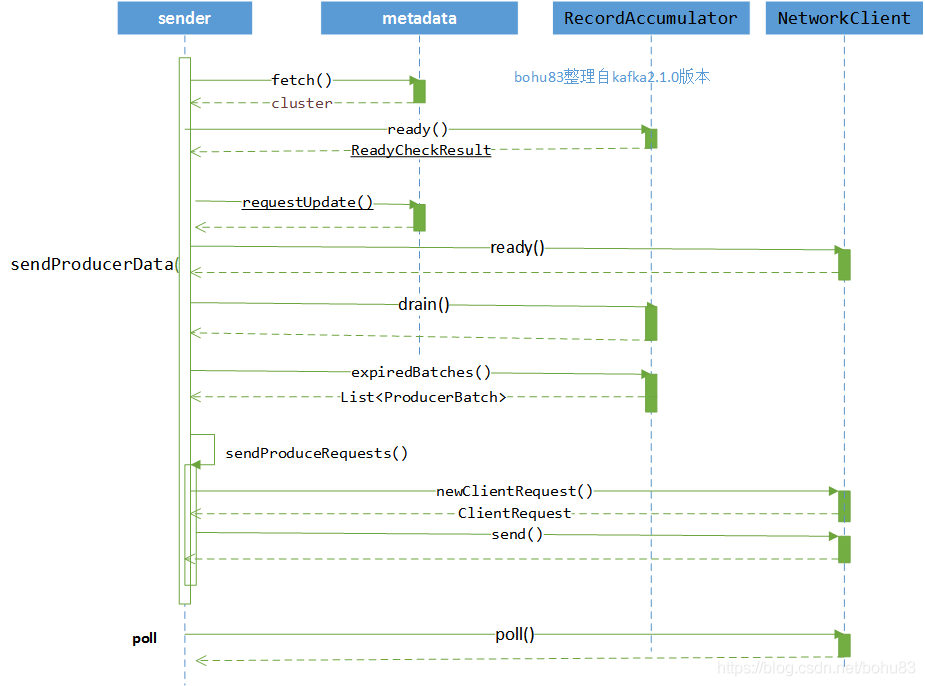 sender
metadata
RecordAccumulator
NetworkClient
bohu83整理自kafka2.1.0版本
fetch()
cluster
ready()
ReadyCheckResult
requestUpdate()
ready()
sendProducerData(
drain()
expiredBatches()
List<ProducerBatch>
sendProduceRequests()
newClientRequest()
ClientRequest
send()
poll
poll()
https://blog.csdn.net/bohu83